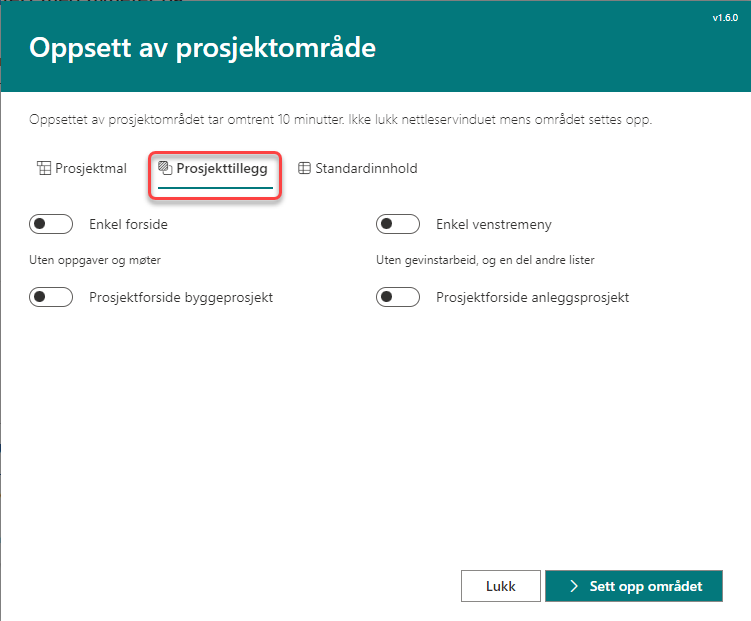 v1.6.0
Oppsett av prosjektområde
Oppsettet av prosjektområdet tar omtrent 10 minutter. Ikke lukk nettleservinduet mens området settes opp.
Prosjektmal Prosjekttillegg Standardinnhold
Enkel forside Enkel venstremeny
Uten oppgaver og møter Uten gevinstarbeid, og en del andre lister
Prosjektforside byggeprosjekt Prosjektforside anleggsprosjekt
Lukk Sett opp området